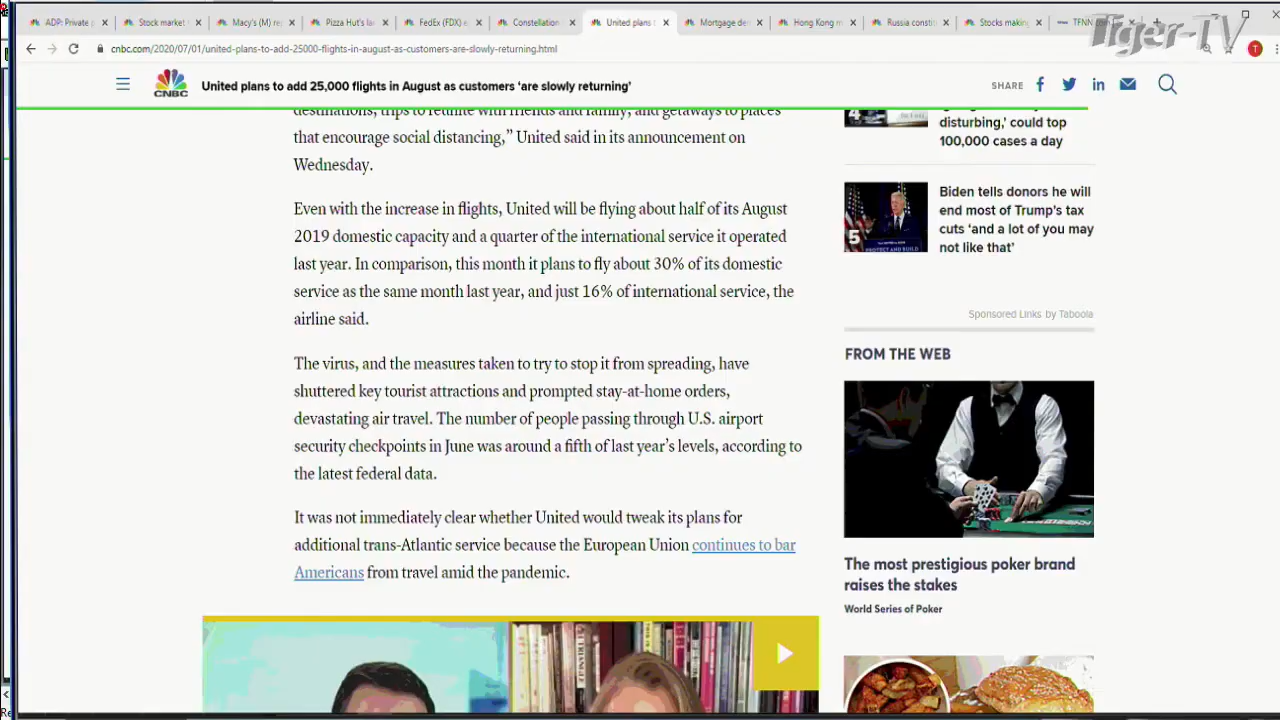 ADP: Private p
Stock market
Macy's (M) re
Pizza Hut's la
FedEx (FDX) e
Constellation
United plans t
Mortgage de
Hong Kong m
Russia consti
Stocks making
TFNN
Tiger-TV
cnbc.com/2020/07/01/united-plans-to-add-25000-flights-in-august-as-customers-are-slowly-returning.html
T
CNBC
United plans to add 25,000 flights in August as customers 'are slowly returning'
SHARE
destinations, trips to reunite with friends and family, and getaways to places
that encourage social distancing,” United said in its announcement on
Wednesday.
Even with the increase in flights, United will be flying about half of its August
2019 domestic capacity and a quarter of the international service it operated
last year. In comparison, this month it plans to fly about 30% of its domestic
service as the same month last year, and just 16% of international service, the
airline said.
The virus, and the measures taken to try to stop it from spreading, have
shuttered key tourist attractions and prompted stay-at-home orders,
devastating air travel. The number of people passing through U.S. airport
security checkpoints in June was around a fifth of last year’s levels, according to
the latest federal data.
It was not immediately clear whether United would tweak its plans for
additional trans-Atlantic service because the European Union continues to bar
Americans from travel amid the pandemic.
4
disturbing,’ could top
100,000 cases a day
5
Biden tells donors he will
end most of Trump’s tax
cuts ‘and a lot of you may
not like that’
Sponsored Links by Taboola
FROM THE WEB
The most prestigious poker brand
raises the stakes
World Series of Poker
Re